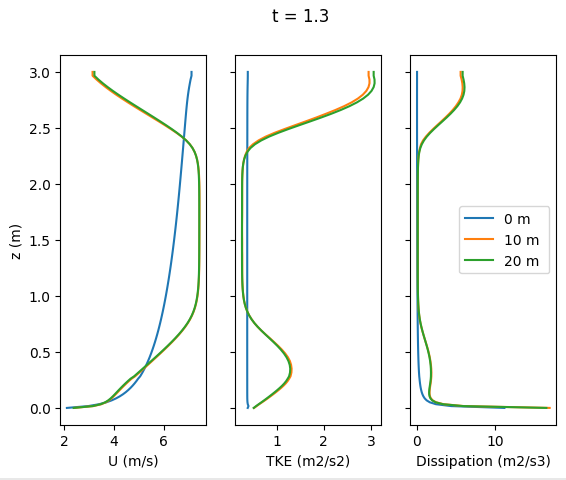 t = 1.3
3.0
2.5
2.0
1.5
1.0
0.5
0.0
z (m)
2 4 6
U (m/s)
1 2 3
TKE (m2/s2)
0 10
Dissipation (m2/s3)
0 m
10 m
20 m